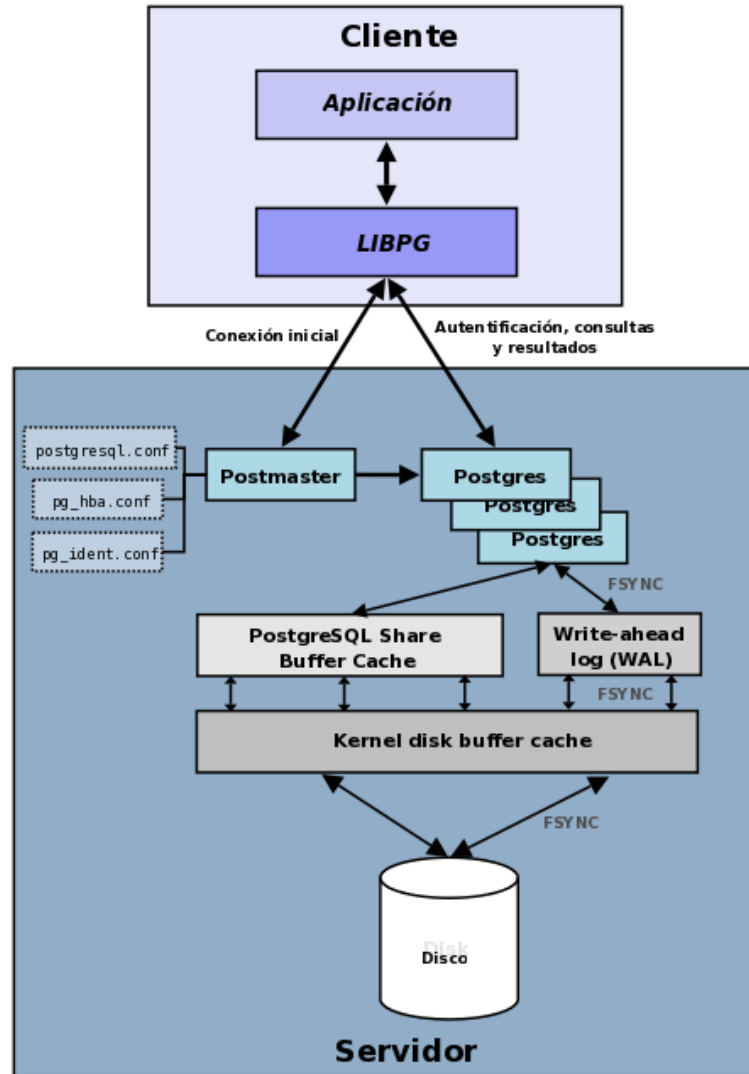 Cliente
Aplicación
LIBPG
Conexión inicial
Autentificación, consultas
y resultados
postgresql.conf
pg_hba.conf
pg_ident.conf
Postmaster
Postgres
Postgres
Postgres
FSYNC
PostgreSQL Share
Buffer Cache
Write-ahead
log (WAL)
FSYNC
Kernel disk buffer cache
FSYNC
Disk
Disco
Servidor